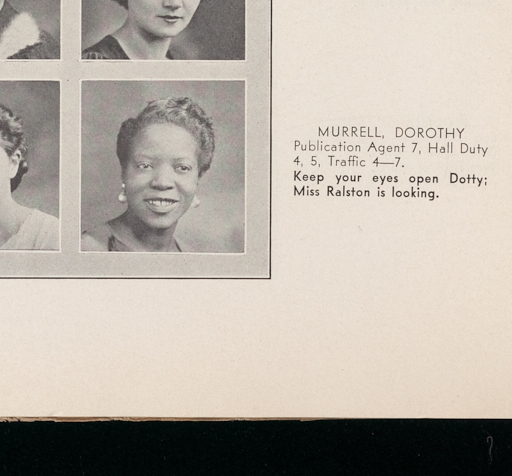 MURRELL, DOROTHY
Publication Agent 7, Hall Duty
4, 5, Traffic 4—7.
Keep your eyes open Dotty;
Miss Ralston is looking.